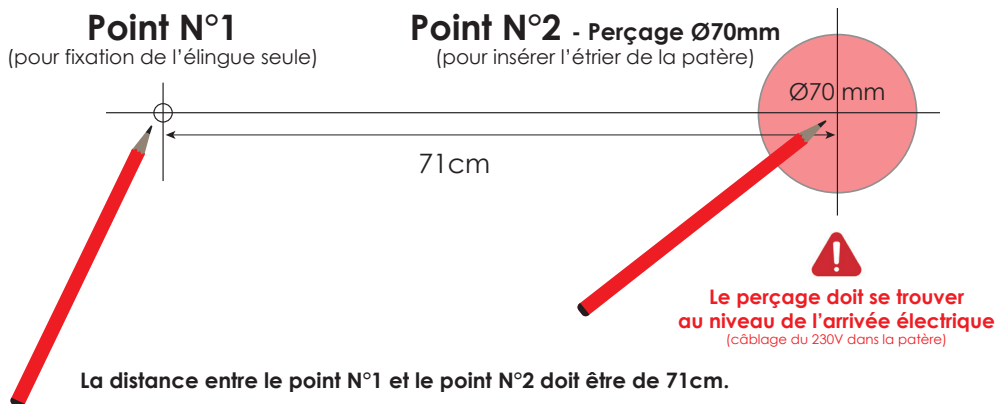 Point N°1
(pour fixation de l’élingue seule)
Point N°2 - Perçage Ø70mm
(pour insérer l’étrier de la patère)
Ø70 mm
71cm
Le perçage doit se trouver
au niveau de l’arrivée électrique
(câblage du 230V dans la patère)
La distance entre le point N°1 et le point N°2 doit être de 71cm.